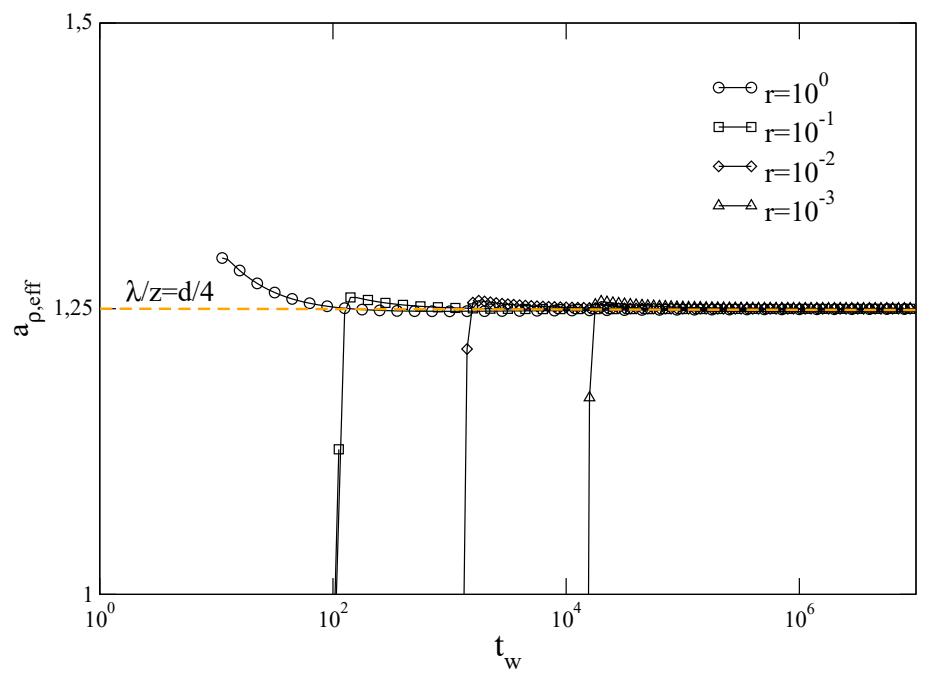 1,5
r=10^0
r=10^-1
r=10^-2
r=10^-3
λ/z=d/4
1,25
a_ρ,eff
1
10^0
10^2
10^4
10^6
t_w